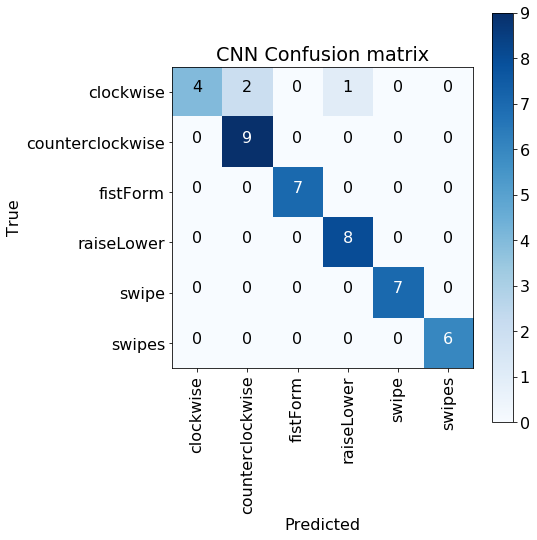 CNN Confusion matrix
clockwise 4 2 0 1 0 0
counterclockwise 0 9 0 0 0 0
fistForm 0 0 7 0 0 0
raiseLower 0 0 0 8 0 0
swipe 0 0 0 0 7 0
swipes 0 0 0 0 0 6
True
clockwise counterclockwise fistForm raiseLower swipe swipes
Predicted
9
8
7
6
5
4
3
2
1
0